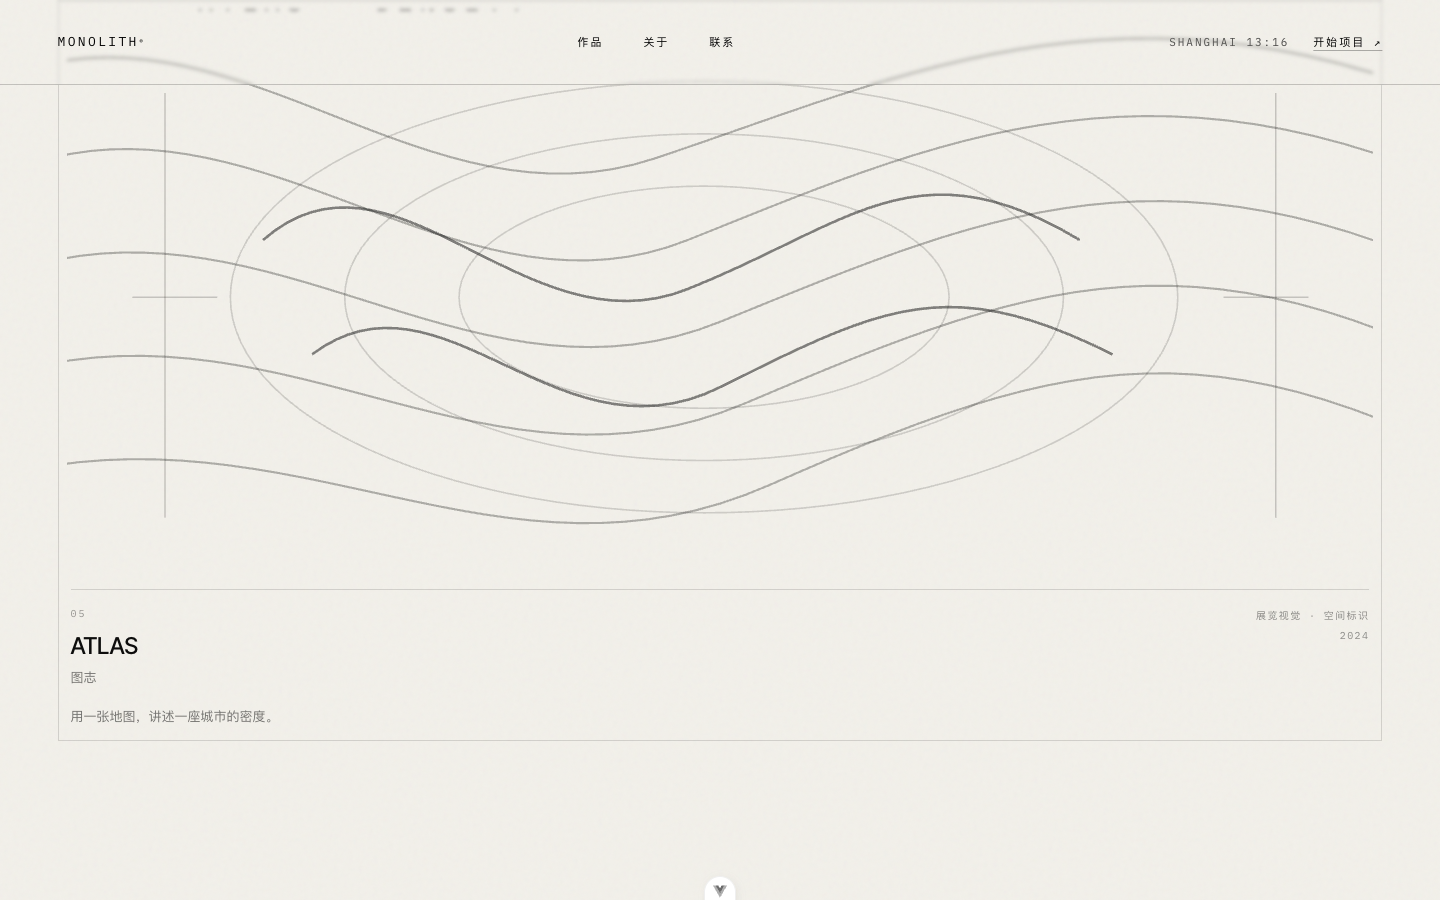 MONOLITH®
作品
关于
联系
SHANGHAI 13:16
开始项目 ↗
05
展览视觉 · 空间标识
2024
ATLAS
图志
用一张地图，讲述一座城市的密度。